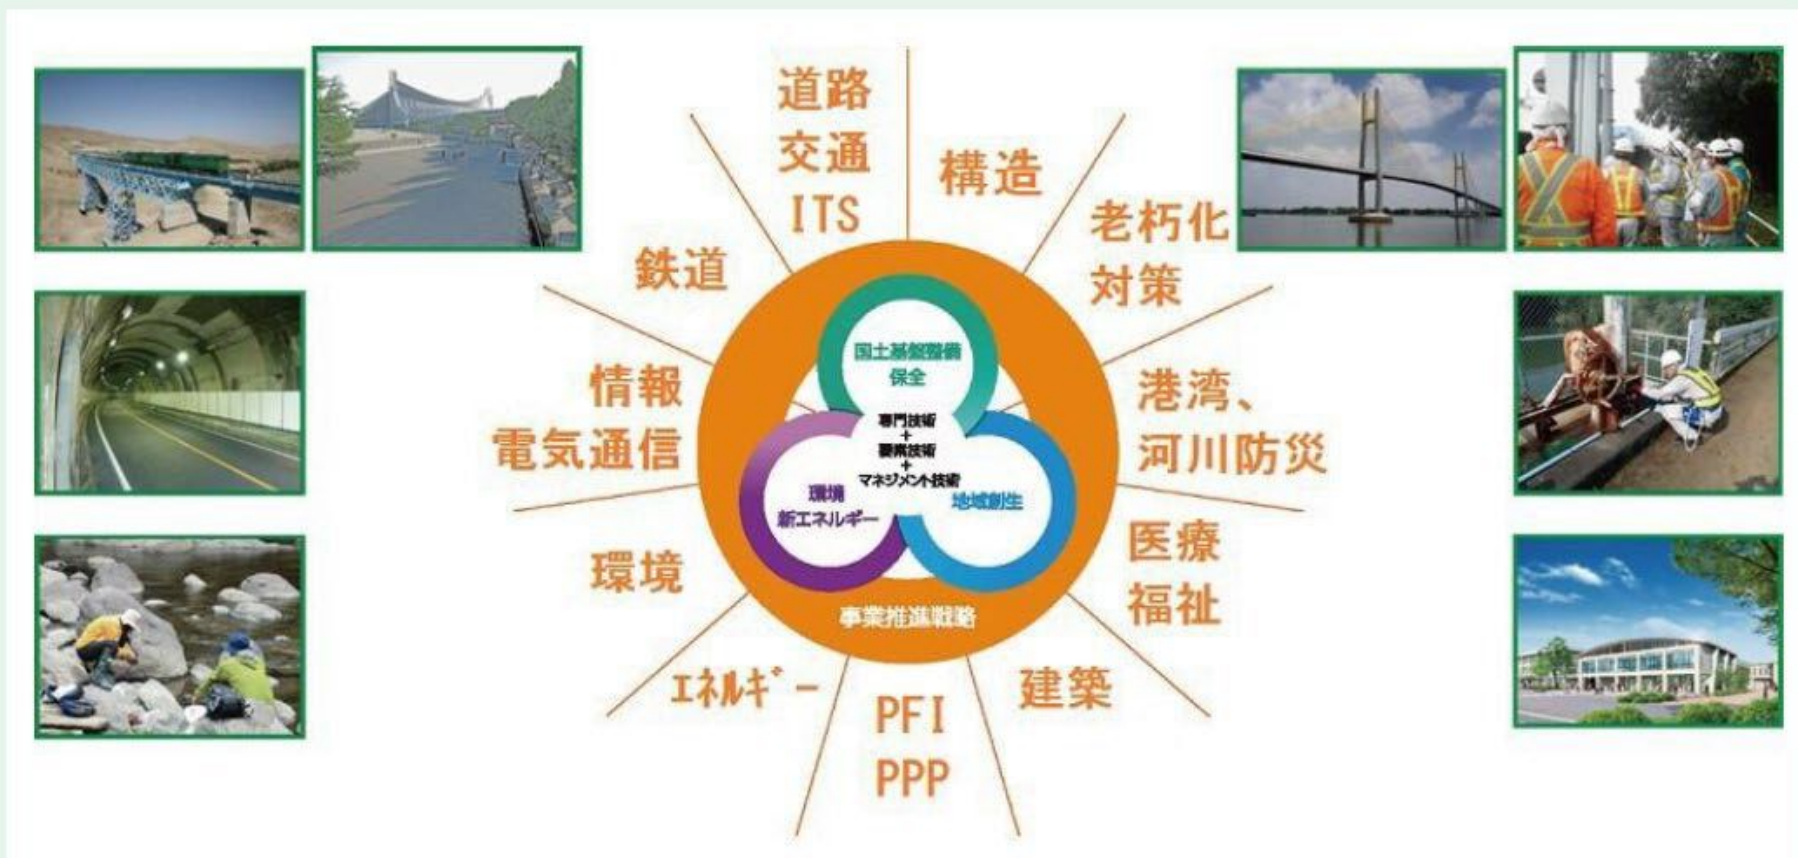 道路
交通
ITS
構造
老朽化
対策
港湾、
河川防災
医療
福祉
建築
PFI
PPP
ｴﾈﾙｷﾞｰ
環境
情報
電気通信
鉄道
国土基盤整備
保全
専門技術
+
要素技術
+
マネジメント技術
環境
新エネルギー
地域創生
事業推進戦略